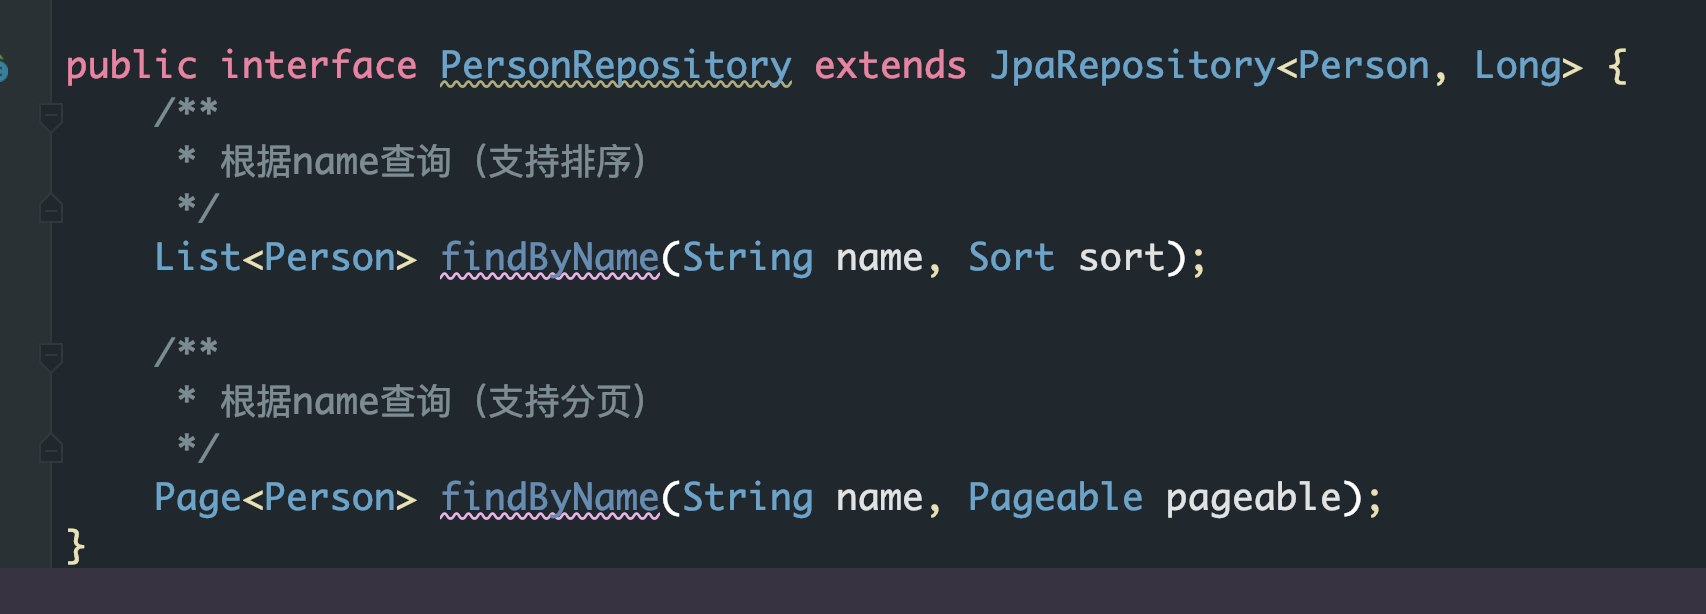 public interface PersonRepository extends JpaRepository<Person, Long> {
    /**
     * 根据name查询（支持排序）
     */
    List<Person> findByName(String name, Sort sort);

    /**
     * 根据name查询（支持分页）
     */
    Page<Person> findByName(String name, Pageable pageable);
}